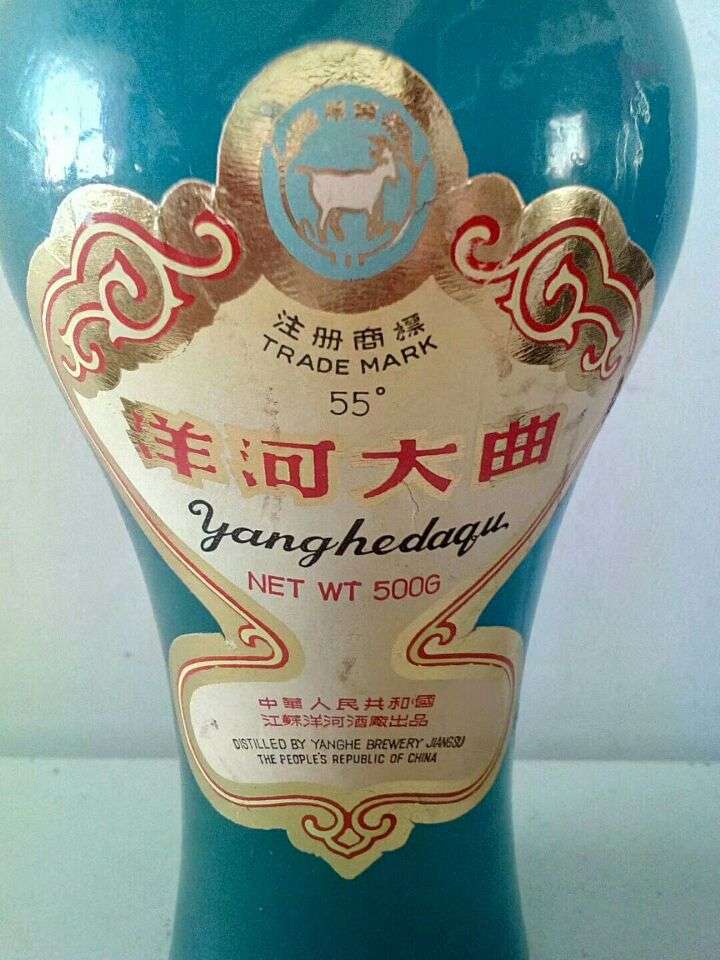 注册商標
TRADE MARK
55°
洋河大曲
Yanghedaqu
NET WT 500G
中華人民共和國
江蘇洋河酒廠出品
DISTILLED BY YANGHE BREWERY JIANGSU
THE PEOPLE'S REPUBLIC OF CHINA